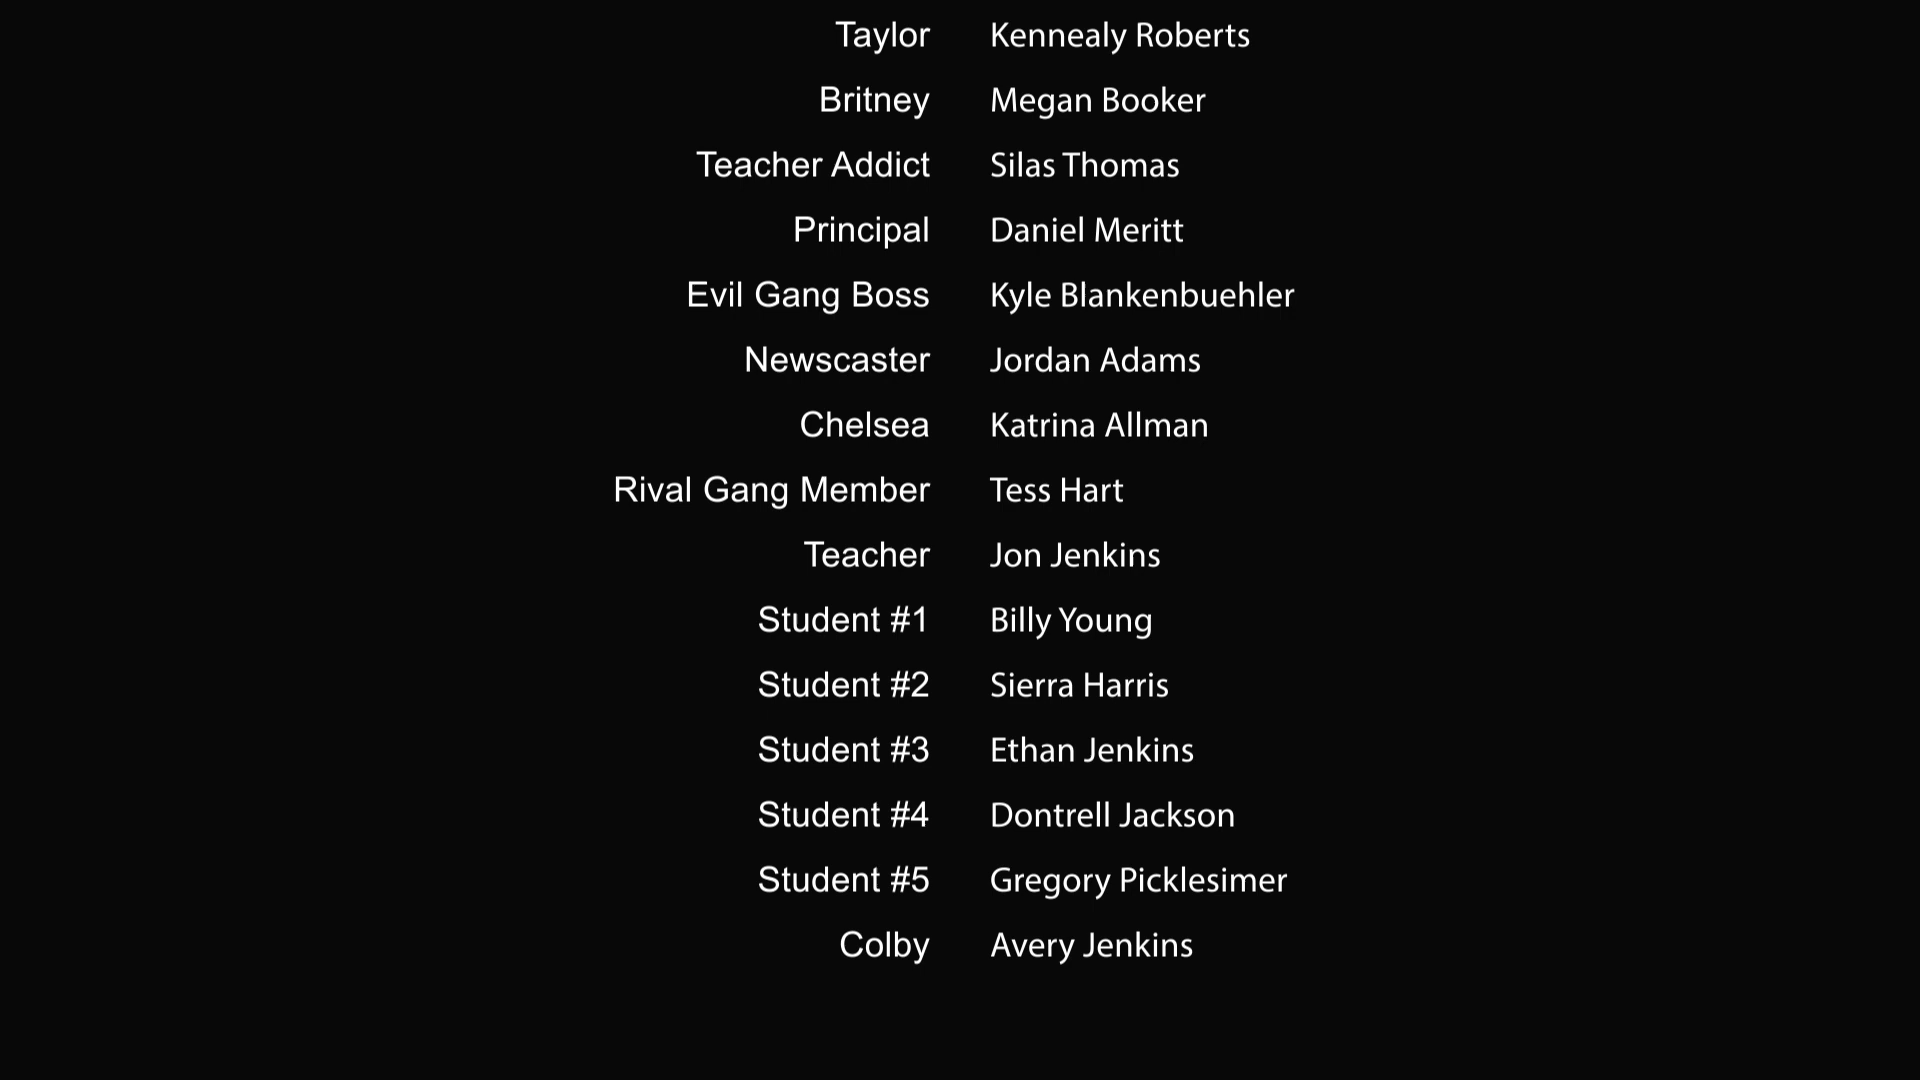 Taylor Kennealy Roberts
Britney Megan Booker
Teacher Addict Silas Thomas
Principal Daniel Meritt
Evil Gang Boss Kyle Blankenbuehler
Newscaster Jordan Adams
Chelsea Katrina Allman
Rival Gang Member Tess Hart
Teacher Jon Jenkins
Student #1 Billy Young
Student #2 Sierra Harris
Student #3 Ethan Jenkins
Student #4 Dontrell Jackson
Student #5 Gregory Picklesimer
Colby Avery Jenkins